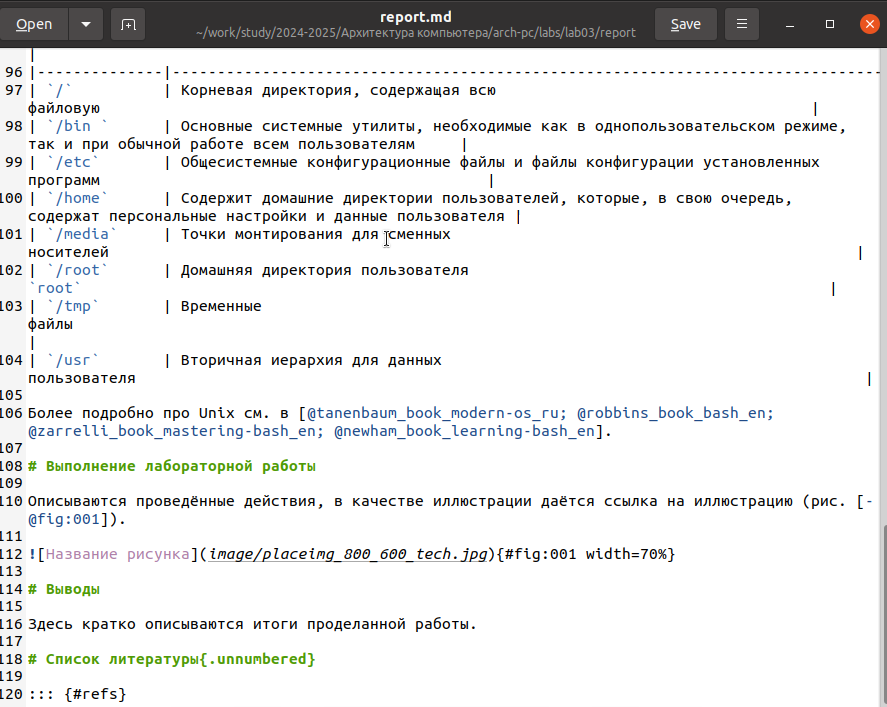 Open
report.md
~/work/study/2024-2025/Архитектура компьютера/arch-pc/labs/lab03/report
Save
|
96 |--------------|-------------------------------------------------------------------------------
97 | `/` | Корневая директория, содержащая всю
файловую |
98 | `/bin ` | Основные системные утилиты, необходимые как в однопользовательском режиме,
так и при обычной работе всем пользователям |
99 | `/etc` | Общесистемные конфигурационные файлы и файлы конфигурации установленных
программ |
100 | `/home` | Содержит домашние директории пользователей, которые, в свою очередь,
содержат персональные настройки и данные пользователя |
101 | `/media` | Точки монтирования для сменных
носителей |
102 | `/root` | Домашняя директория пользователя
`root` |
103 | `/tmp` | Временные
файлы
|
104 | `/usr` | Вторичная иерархия для данных
пользователя |
105
106 Более подробно про Unix см. в [@tanenbaum_book_modern-os_ru; @robbins_book_bash_en;
@zarrelli_book_mastering-bash_en; @newham_book_learning-bash_en].
107
108 # Выполнение лабораторной работы
109
110 Описываются проведённые действия, в качестве иллюстрации даётся ссылка на иллюстрацию (рис. [-
@fig:001]).
111
112 ![Название рисунка](image/placeimg_800_600_tech.jpg){#fig:001 width=70%}
113
114 # Выводы
115
116 Здесь кратко описываются итоги проделанной работы.
117
118 # Список литературы{.unnumbered}
119
120 ::: {#refs}